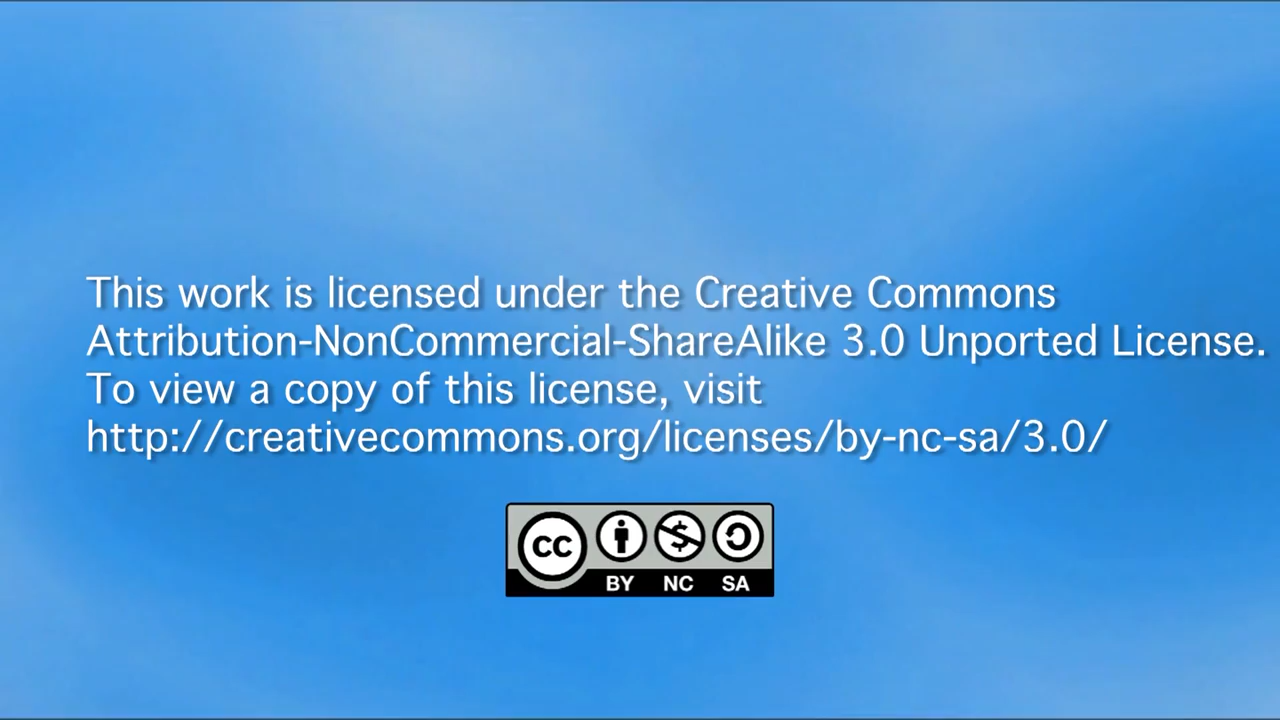 This work is licensed under the Creative Commons
Attribution-NonCommercial-ShareAlike 3.0 Unported License.
To view a copy of this license, visit
http://creativecommons.org/licenses/by-nc-sa/3.0/
cc
BY NC SA